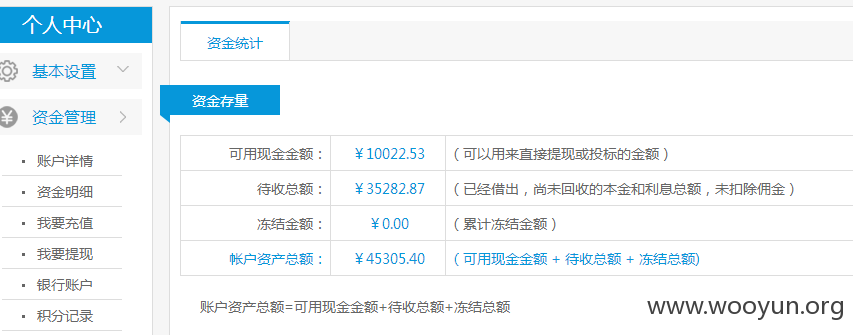 个人中心
基本设置
资金管理
账户详情
资金明细
我要充值
我要提现
银行账户
积分记录
资金统计
资金存量
可用现金金额： ￥10022.53 （可以用来直接提现或投标的金额）
待收总额： ￥35282.87 （已经借出，尚未回收的本金和利息总额，未扣除佣金）
冻结金额： ￥0.00 （累计冻结金额）
帐户资产总额： ￥45305.40 （可用现金金额 + 待收总额 + 冻结总额)
账户资产总额=可用现金金额+待收总额+冻结总额
www.wooyun.org